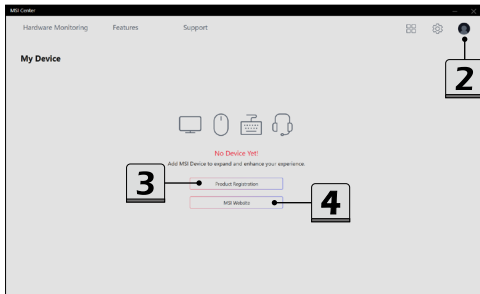 MSI Center
Hardware Monitoring Features Support
My Device
2
No Device Yet!
Add MSI Device to expand and enhance your experience.
3
Product Registration
MSI Website
4